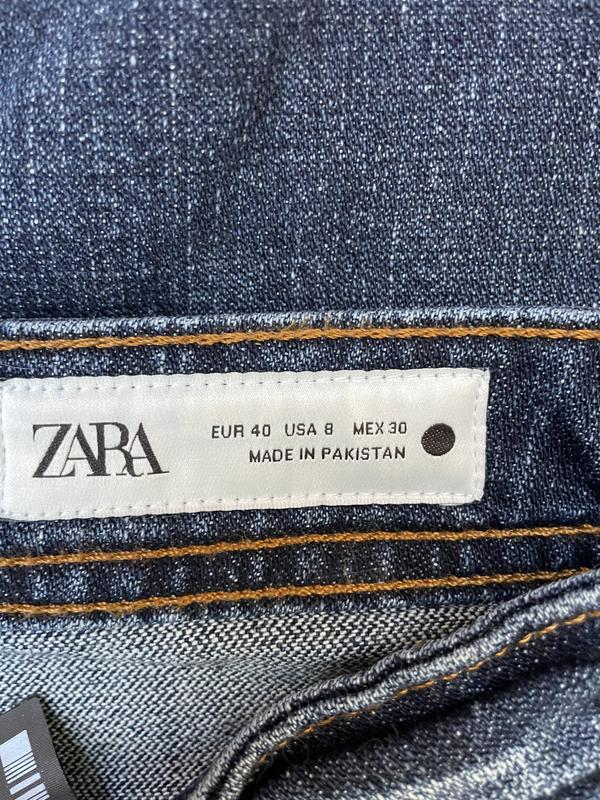 ZARA
EUR 40 USA 8 MEX 30
MADE IN PAKISTAN